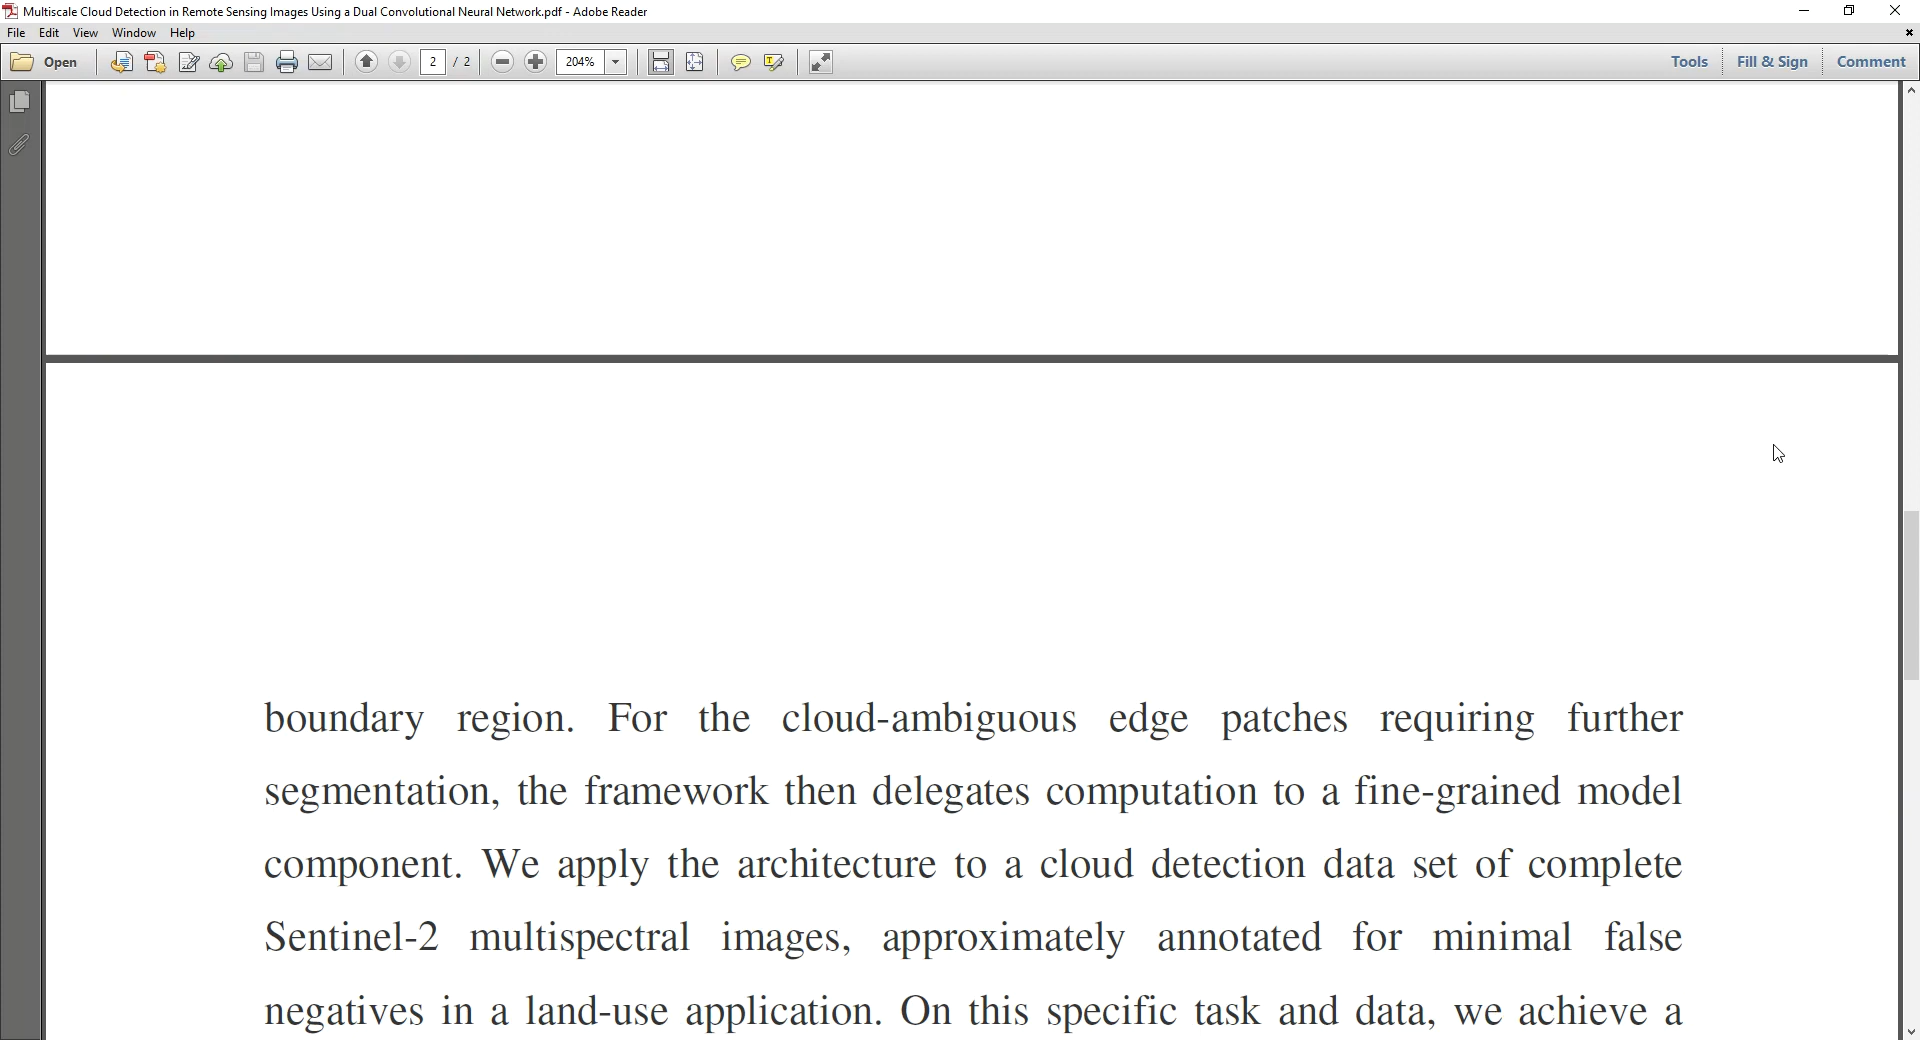 Multiscale Cloud Detection in Remote Sensing Images Using a Dual Convolutional Neural Network.pdf - Adobe Reader
File Edit View Window Help
Open 2 / 2 204% Tools Fill & Sign Comment
boundary region. For the cloud-ambiguous edge patches requiring further
segmentation, the framework then delegates computation to a fine-grained model
component. We apply the architecture to a cloud detection data set of complete
Sentinel-2 multispectral images, approximately annotated for minimal false
negatives in a land-use application. On this specific task and data, we achieve a